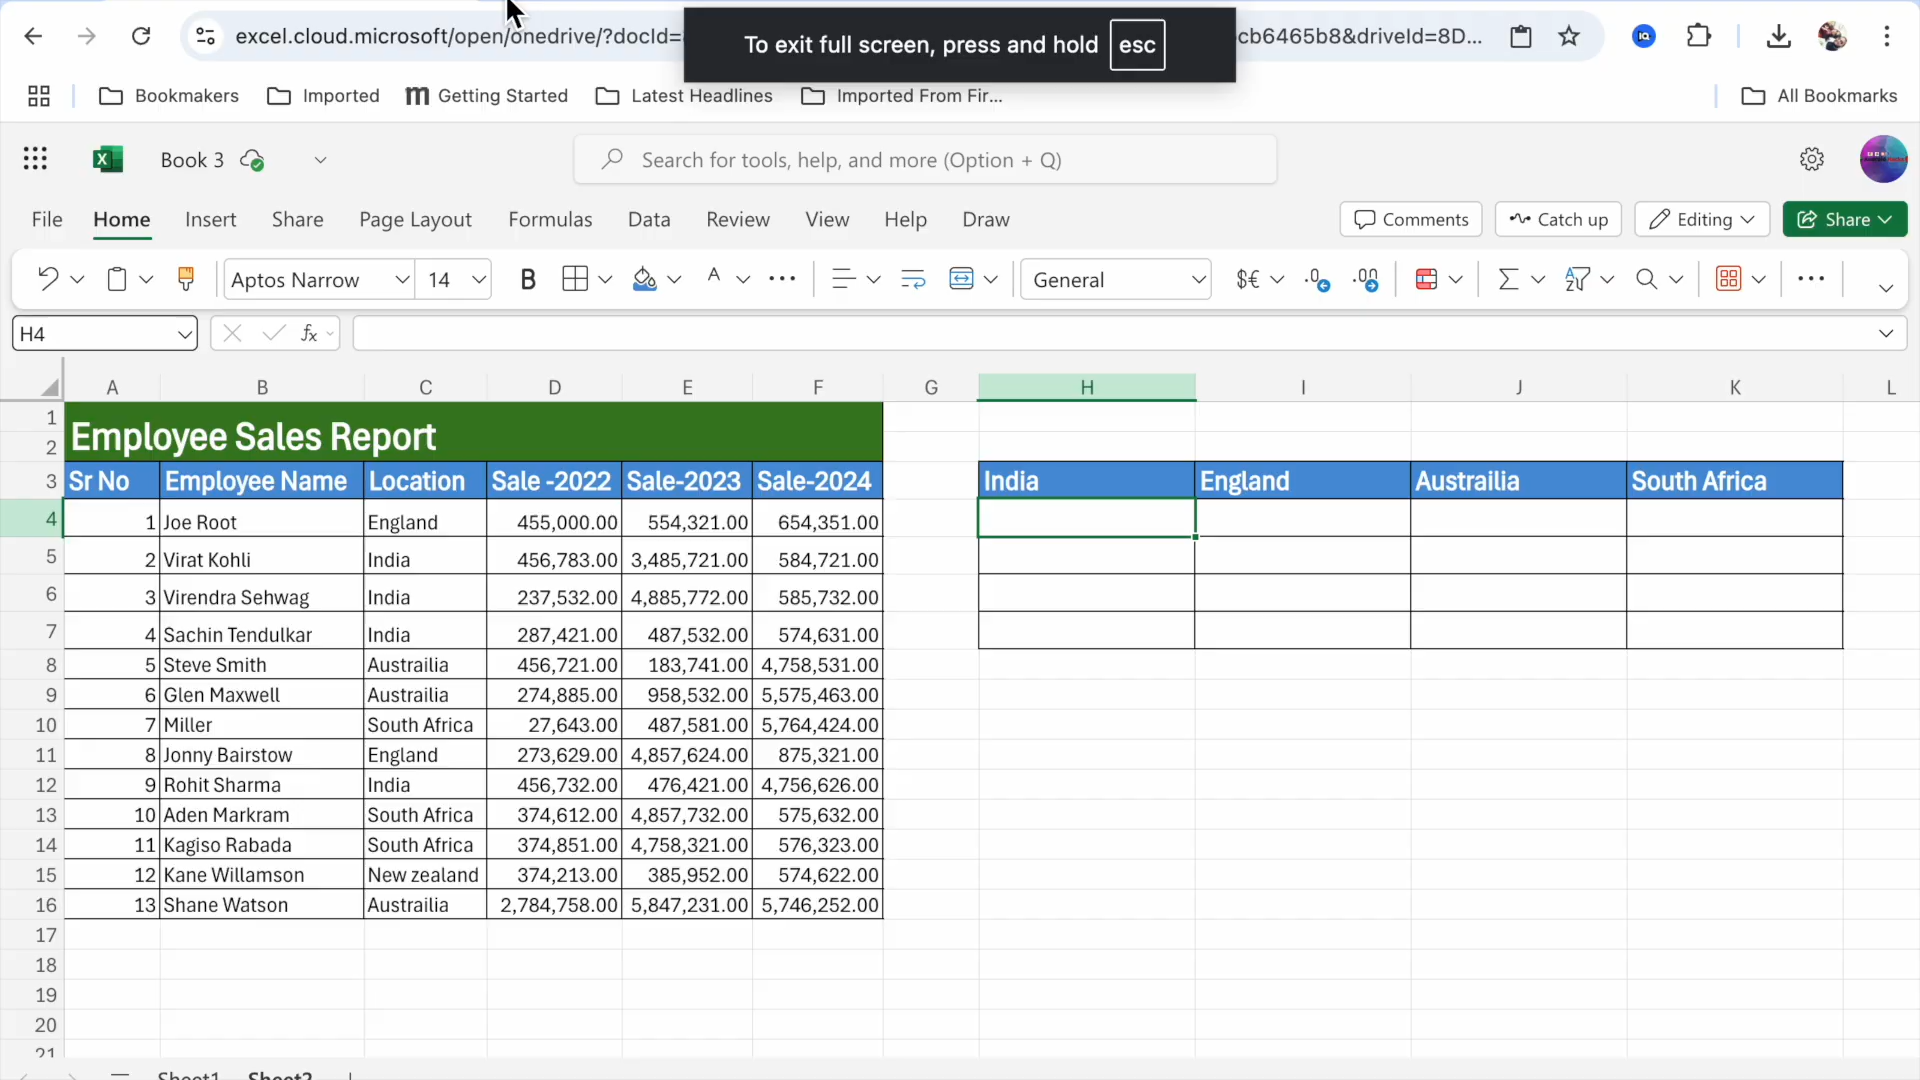 excel.cloud.microsoft/open/onedrive/?docId=
To exit full screen, press and hold esc
cb6465b8&driveId=8D...
Bookmakers
Imported
Getting Started
Latest Headlines
Imported From Fir...
All Bookmarks
Book 3
Search for tools, help, and more (Option + Q)
File Home Insert Share Page Layout Formulas Data Review View Help Draw
Comments
Catch up
Editing
Share
Aptos Narrow
14
B
A
General
$€
H4
fx
A B C D E F G H I J K L
1
Employee Sales Report
2
3 Sr No Employee Name Location Sale -2022 Sale-2023 Sale-2024 India England Austrailia South Africa
4 1 Joe Root England 455,000.00 554,321.00 654,351.00
5 2 Virat Kohli India 456,783.00 3,485,721.00 584,721.00
6 3 Virendra Sehwag India 237,532.00 4,885,772.00 585,732.00
7 4 Sachin Tendulkar India 287,421.00 487,532.00 574,631.00
8 5 Steve Smith Austrailia 456,721.00 183,741.00 4,758,531.00
9 6 Glen Maxwell Austrailia 274,885.00 958,532.00 5,575,463.00
10 7 Miller South Africa 27,643.00 487,581.00 5,764,424.00
11 8 Jonny Bairstow England 273,629.00 4,857,624.00 875,321.00
12 9 Rohit Sharma India 456,732.00 476,421.00 4,756,626.00
13 10 Aden Markram South Africa 374,612.00 4,857,732.00 575,632.00
14 11 Kagiso Rabada South Africa 374,851.00 4,758,321.00 576,323.00
15 12 Kane Willamson New zealand 374,213.00 385,952.00 574,622.00
16 13 Shane Watson Austrailia 2,784,758.00 5,847,231.00 5,746,252.00
17
18
19
20
21
Sheet1 Sheet2